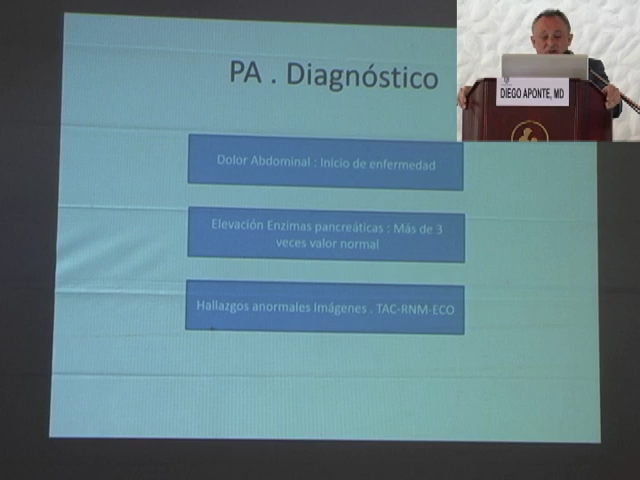 PA . Diagnóstico
DIEGO APONTE, MD
Dolor Abdominal : Inicio de enfermedad
Elevación Enzimas pancreáticas : Más de 3
veces valor normal
Hallazgos anormales Imágenes . TAC-RNM-ECO